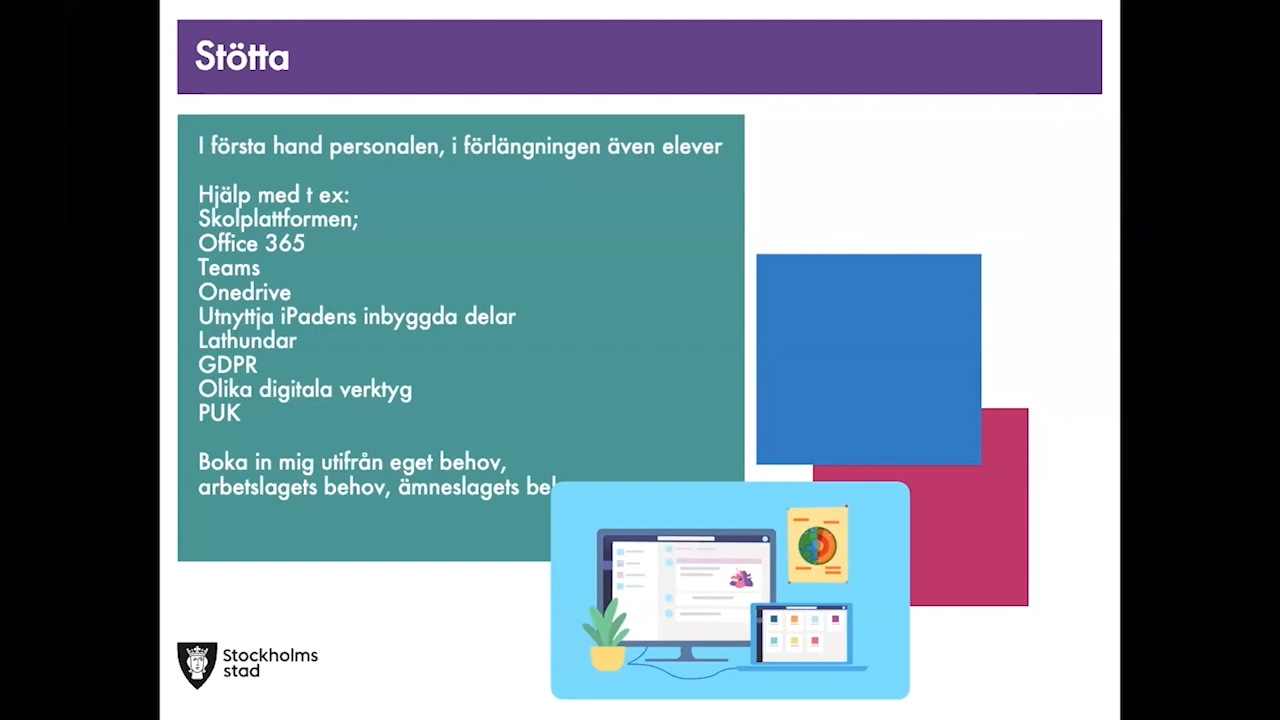 Stötta
I första hand personalen, i förlängningen även elever
Hjälp med t ex:
Skolplattformen;
Office 365
Teams
Onedrive
Utnyttja iPadens inbyggda delar
Lathundar
GDPR
Olika digitala verktyg
PUK
Boka in mig utifrån eget behov,
arbetslagets behov, ämneslagets
Stockholms
stad